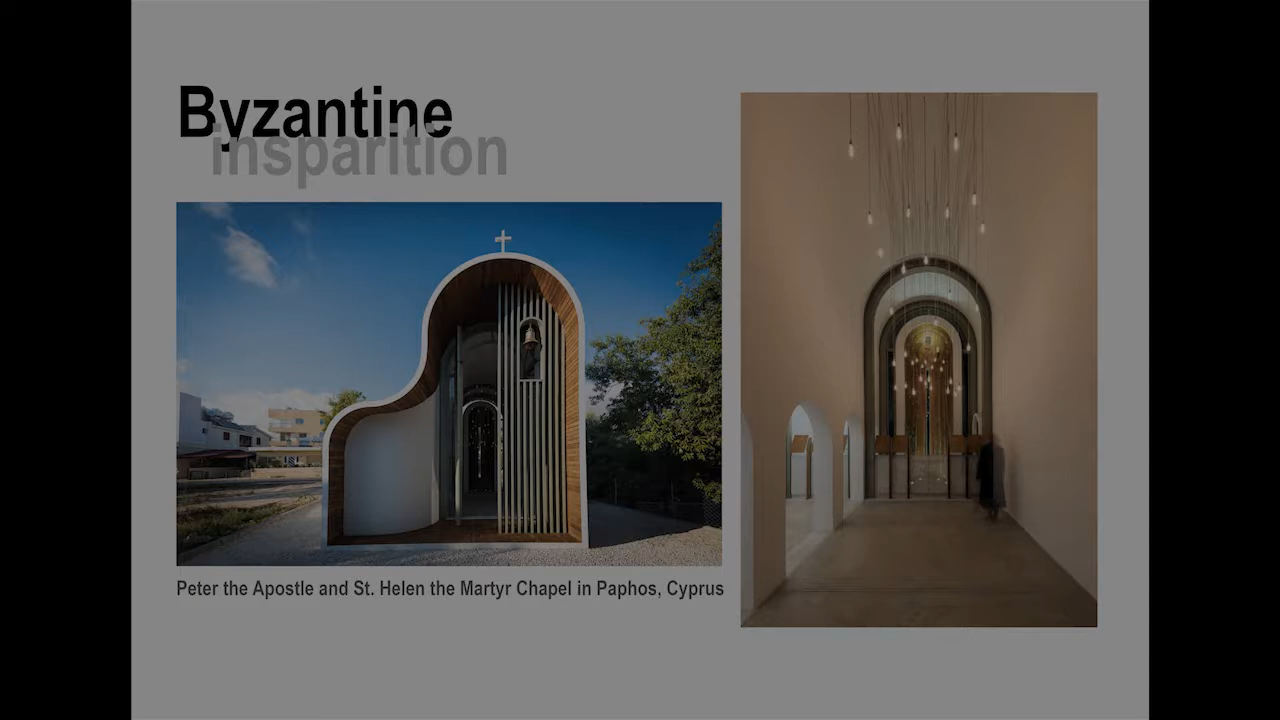 Byzantine
insparition
Peter the Apostle and St. Helen the Martyr Chapel in Paphos, Cyprus